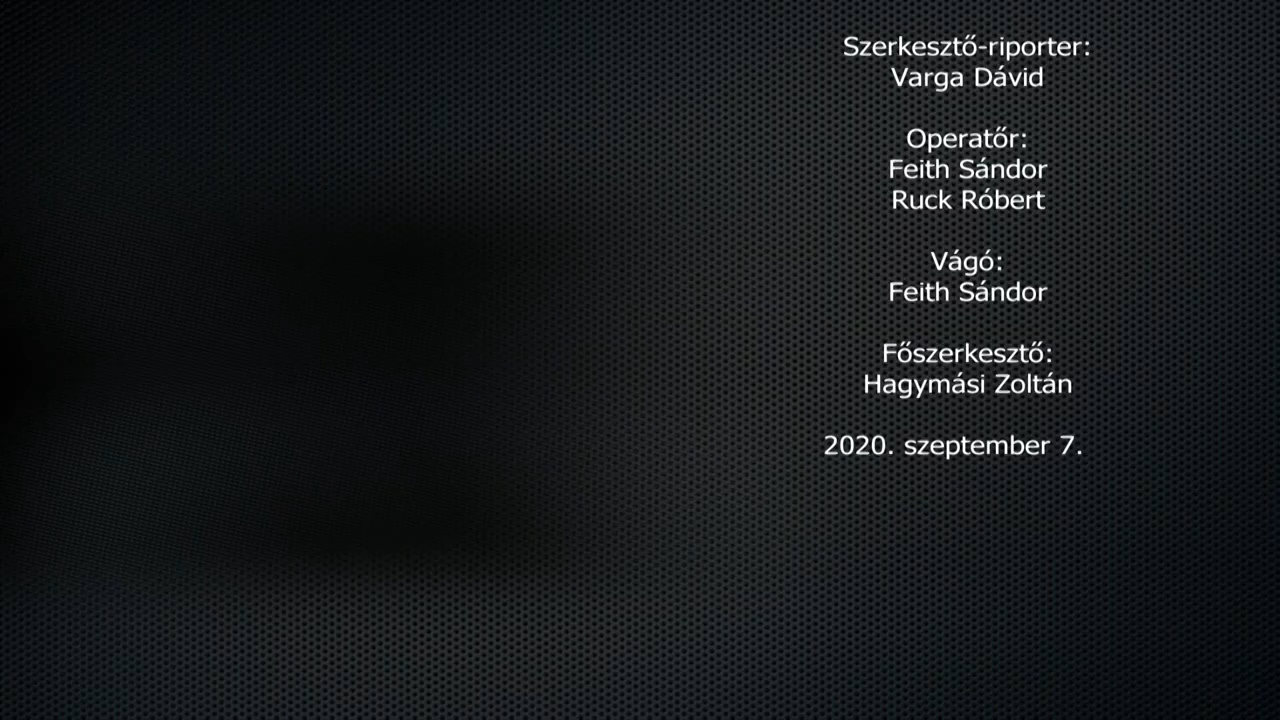 Szerkesztő-riporter:
Varga Dávid
Operatőr:
Feith Sándor
Ruck Róbert
Vágó:
Feith Sándor
Főszerkesztő:
Hagymási Zoltán
2020. szeptember 7.